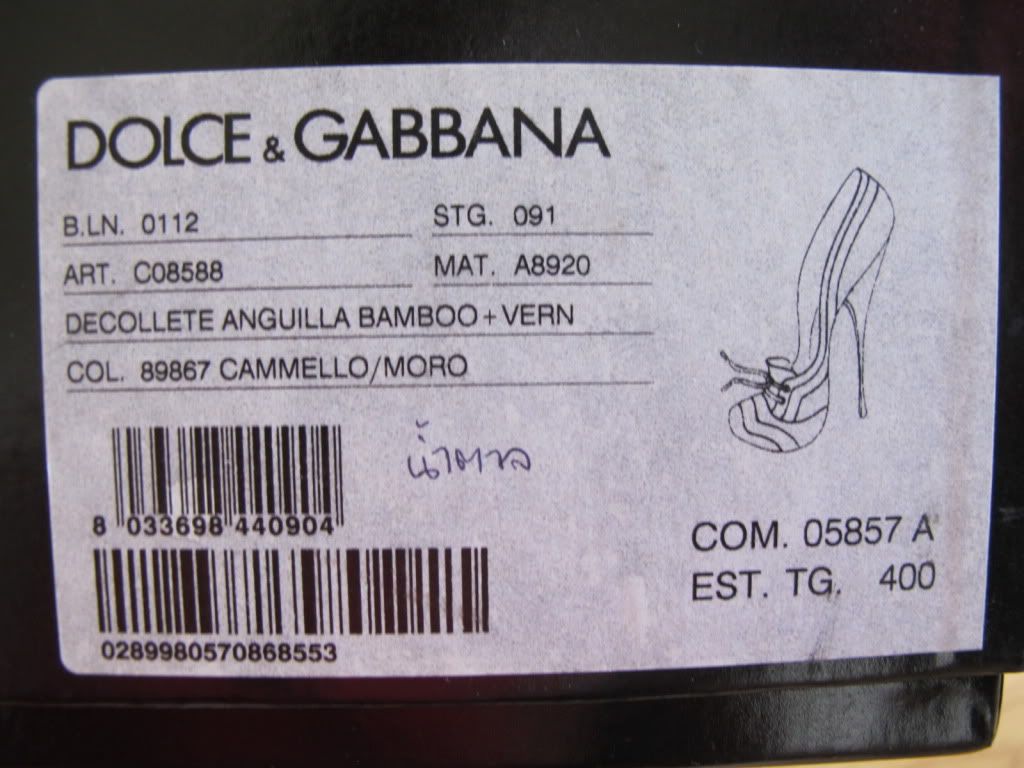 DOLCE & GABBANA
B.LN. 0112 STG. 091
ART. C08588 MAT. A8920
DECOLLETE ANGUILLA BAMBOO+VERN
COL. 89867 CAMMELLO/MORO
น้ำตาล
8 033698 440904
COM. 05857 A
EST. TG. 400
0289980570868553